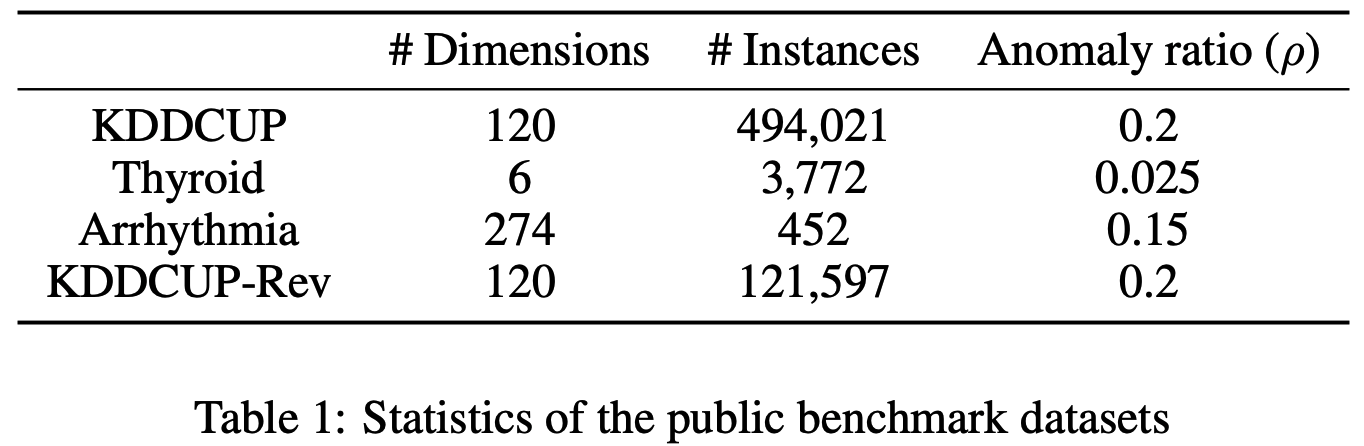 # Dimensions # Instances Anomaly ratio (ρ)
KDDCUP 120 494,021 0.2
Thyroid 6 3,772 0.025
Arrhythmia 274 452 0.15
KDDCUP-Rev 120 121,597 0.2
Table 1: Statistics of the public benchmark datasets